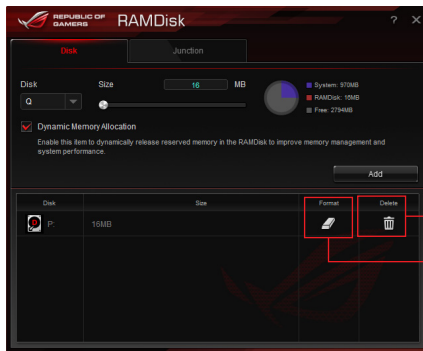 REPUBLIC OF
GAMERS
RAMDisk
? X
Disk
Junction
Disk
Size
16
MB
Q
System: 970MB
RAMDisk: 16MB
Free: 2794MB
Dynamic Memory Allocation
Enable this item to dynamically release reserved memory in the RAMDisk to improve memory management and
system performance.
Add
Disk
Size
Format
Delete
P:
16MB